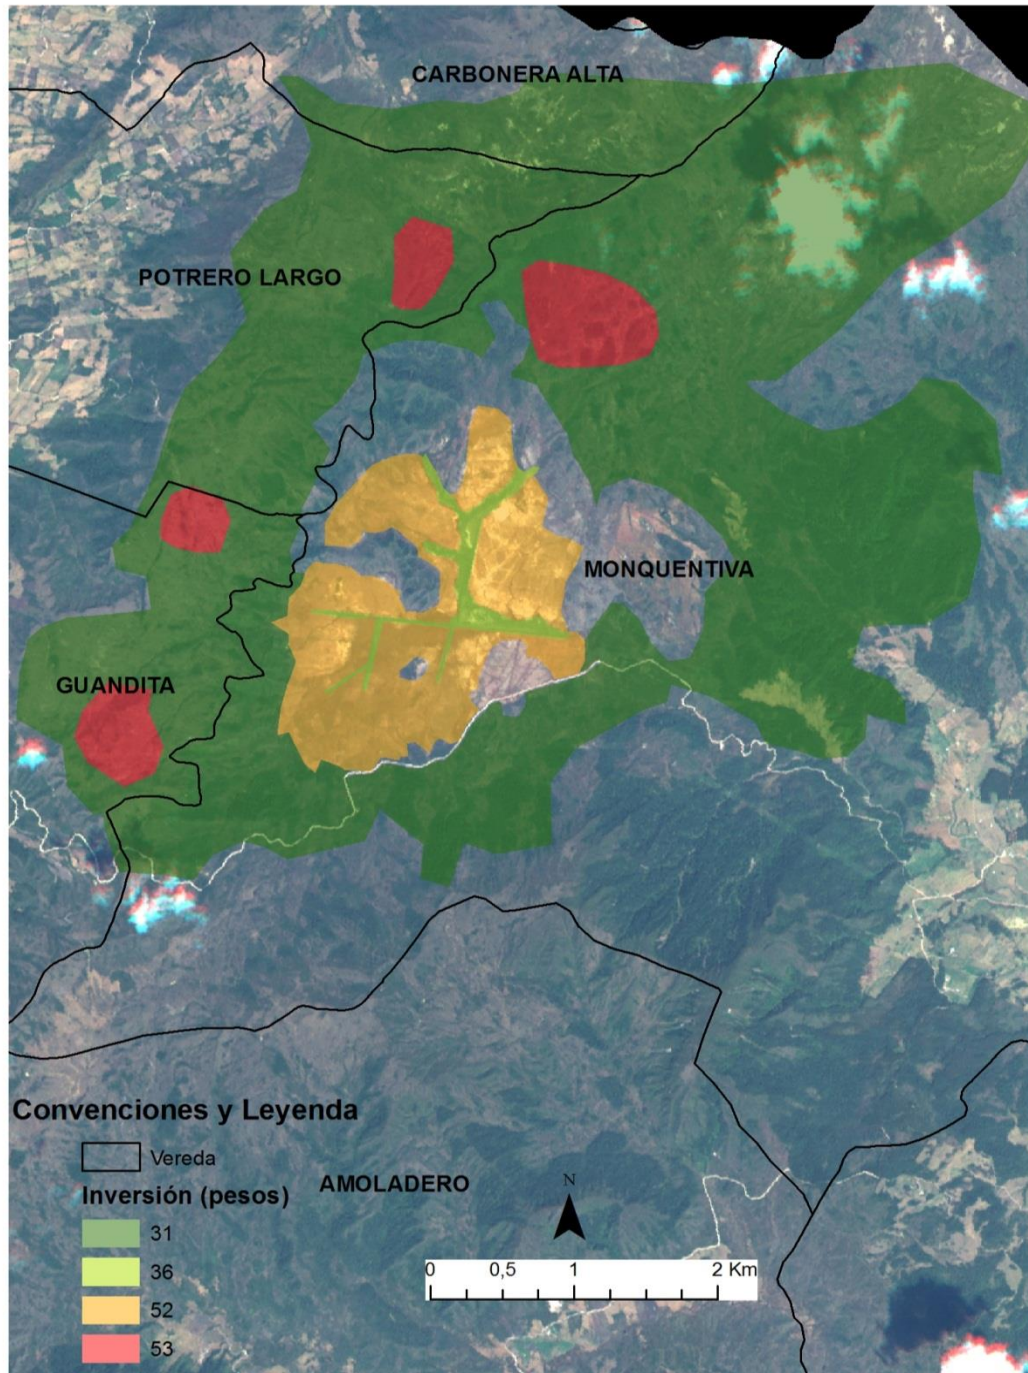 CARBONERA ALTA
POTRERO LARGO
MONQUENTIVA
GUANDITA
Convenciones y Leyenda
Vereda
Inversión (pesos)
31
36
52
53
AMOLADERO
N
0 0,5 1 2 Km